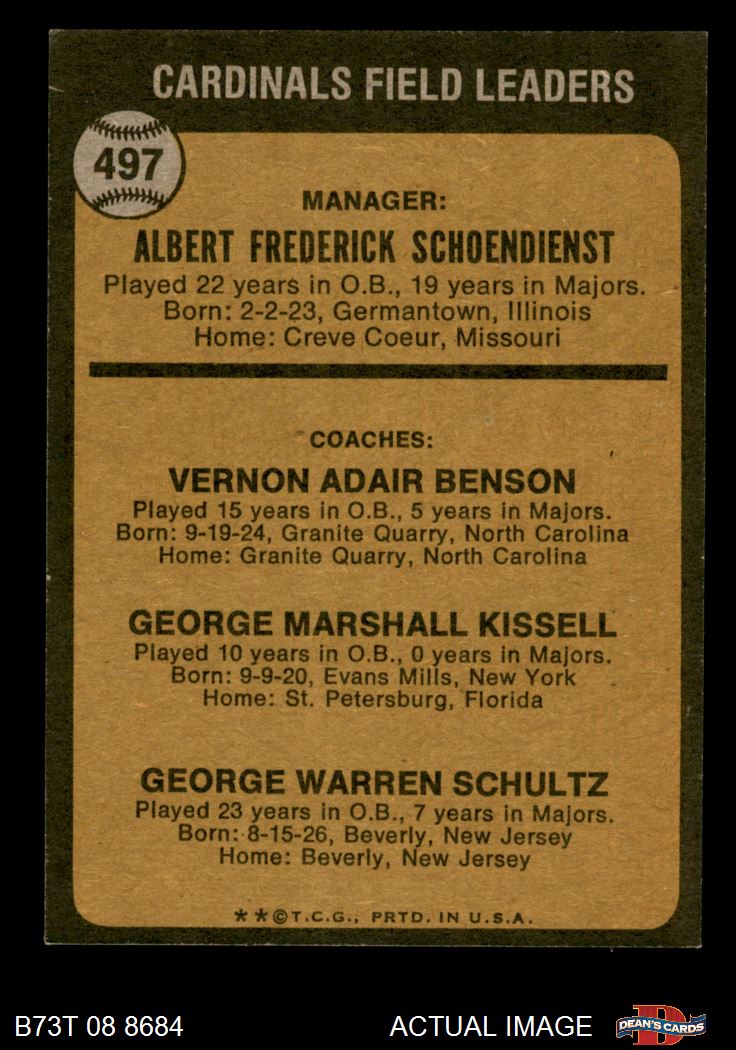 CARDINALS FIELD LEADERS
497
MANAGER:
ALBERT FREDERICK SCHOENDIENST
Played 22 years in O.B., 19 years in Majors.
Born: 2-2-23, Germantown, Illinois
Home: Creve Coeur, Missouri
COACHES:
VERNON ADAIR BENSON
Played 15 years in O.B., 5 years in Majors.
Born: 9-19-24, Granite Quarry, North Carolina
Home: Granite Quarry, North Carolina
GEORGE MARSHALL KISSELL
Played 10 years in O.B., 0 years in Majors.
Born: 9-9-20, Evans Mills, New York
Home: St. Petersburg, Florida
GEORGE WARREN SCHULTZ
Played 23 years in O.B., 7 years in Majors.
Born: 8-15-26, Beverly, New Jersey
Home: Beverly, New Jersey
**©T.C.G., PRTD. IN U.S.A.
B73T 08 8684
ACTUAL IMAGE
D
DEAN'S CARDS